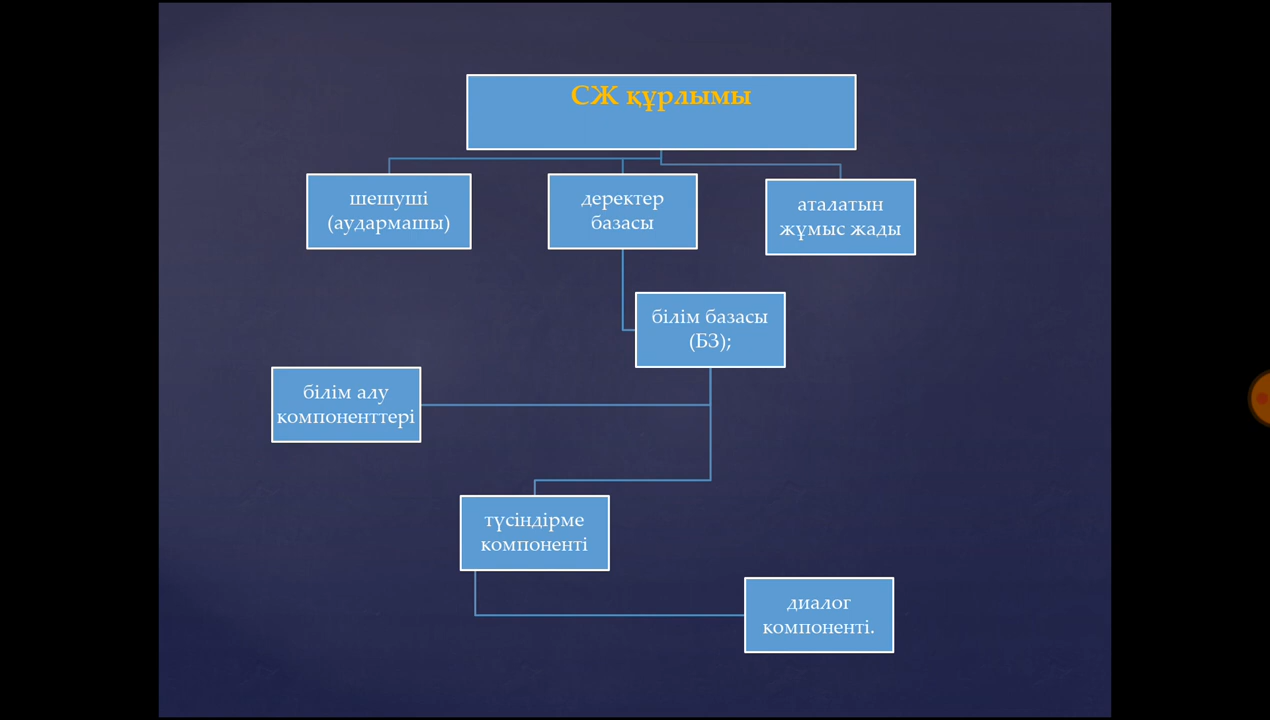 СЖ құрлымы
шешуші
(аудармашы)
деректер
базасы
аталатын
жұмыс жады
білім базасы
(БЗ);
білім алу
компоненттері
түсіндірме
компоненті
диалог
компоненті.